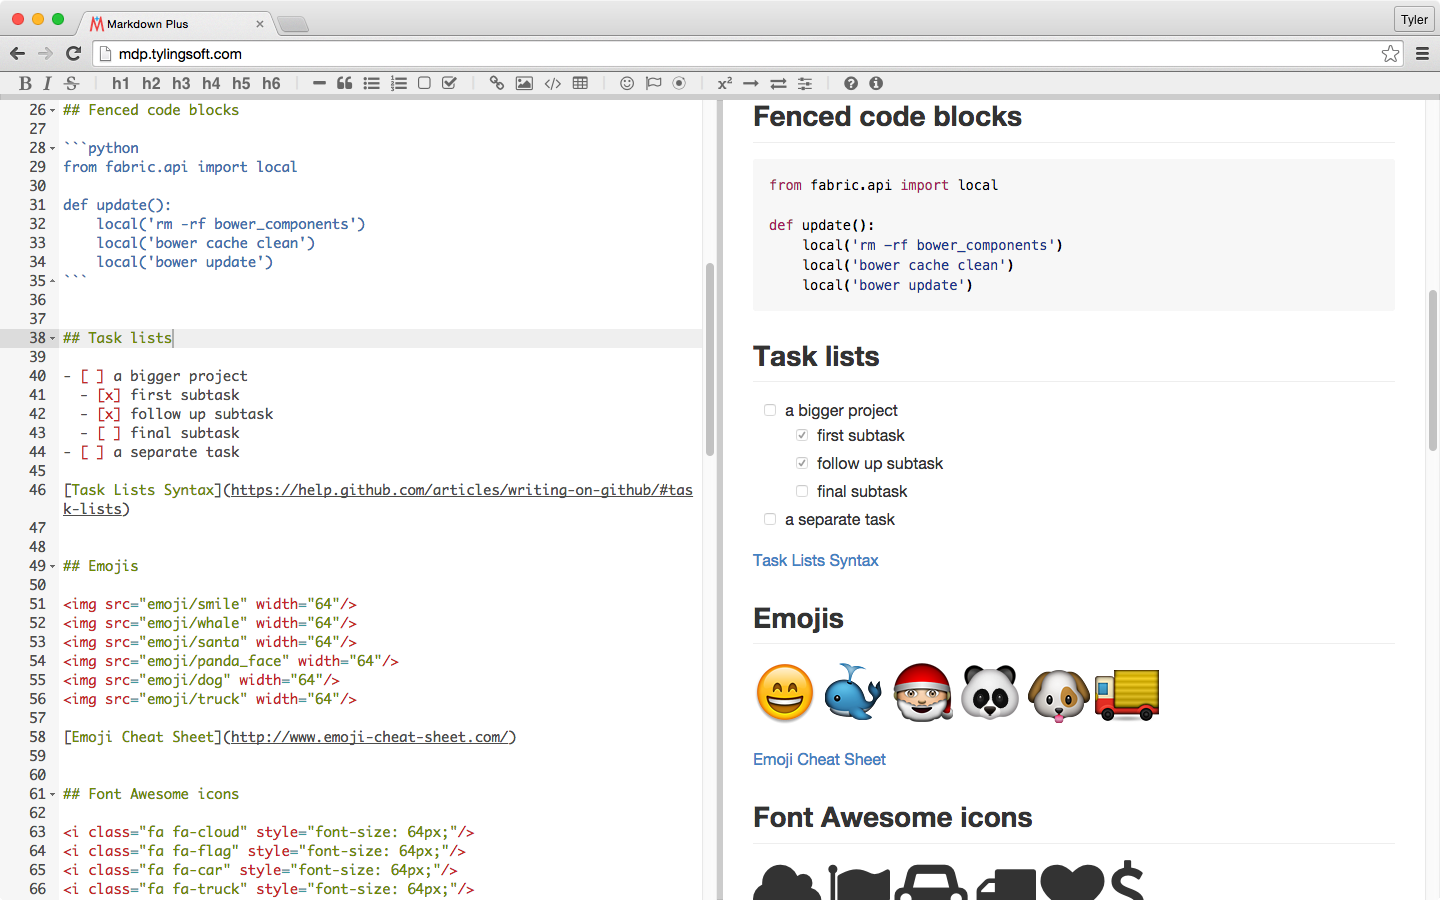 Markdown Plus
Tyler
mdp.tylingsoft.com
B I S h1 h2 h3 h4 h5 h6 x²
26 ## Fenced code blocks
27
28 ```python
29 from fabric.api import local
30
31 def update():
32     local('rm -rf bower_components')
33     local('bower cache clean')
34     local('bower update')
35 ```
36
37
38 ## Task lists
39
40 - [ ] a bigger project
41   - [x] first subtask
42   - [x] follow up subtask
43   - [ ] final subtask
44 - [ ] a separate task
45
46 [Task Lists Syntax](https://help.github.com/articles/writing-on-github/#tas
k-lists)
47
48
49 ## Emojis
50
51 <img src="emoji/smile" width="64"/>
52 <img src="emoji/whale" width="64"/>
53 <img src="emoji/santa" width="64"/>
54 <img src="emoji/panda_face" width="64"/>
55 <img src="emoji/dog" width="64"/>
56 <img src="emoji/truck" width="64"/>
57
58 [Emoji Cheat Sheet](http://www.emoji-cheat-sheet.com/)
59
60
61 ## Font Awesome icons
62
63 <i class="fa fa-cloud" style="font-size: 64px;"/>
64 <i class="fa fa-flag" style="font-size: 64px;"/>
65 <i class="fa fa-car" style="font-size: 64px;"/>
66 <i class="fa fa-truck" style="font-size: 64px;"/>
Fenced code blocks
from fabric.api import local
def update():
    local('rm -rf bower_components')
    local('bower cache clean')
    local('bower update')
Task lists
a bigger project
first subtask
follow up subtask
final subtask
a separate task
Task Lists Syntax
Emojis
Emoji Cheat Sheet
Font Awesome icons